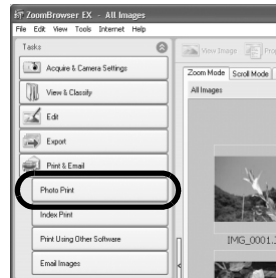 ZoomBrowser EX - All Images
File Edit View Tools Internet Help
Tasks
View Image
Acquire & Camera Settings
Zoom Mode Scroll Mode
View & Classify
All Images
Edit
Export
Print & Email
Photo Print
Index Print
Print Using Other Software
IMG_0001.
Email Images